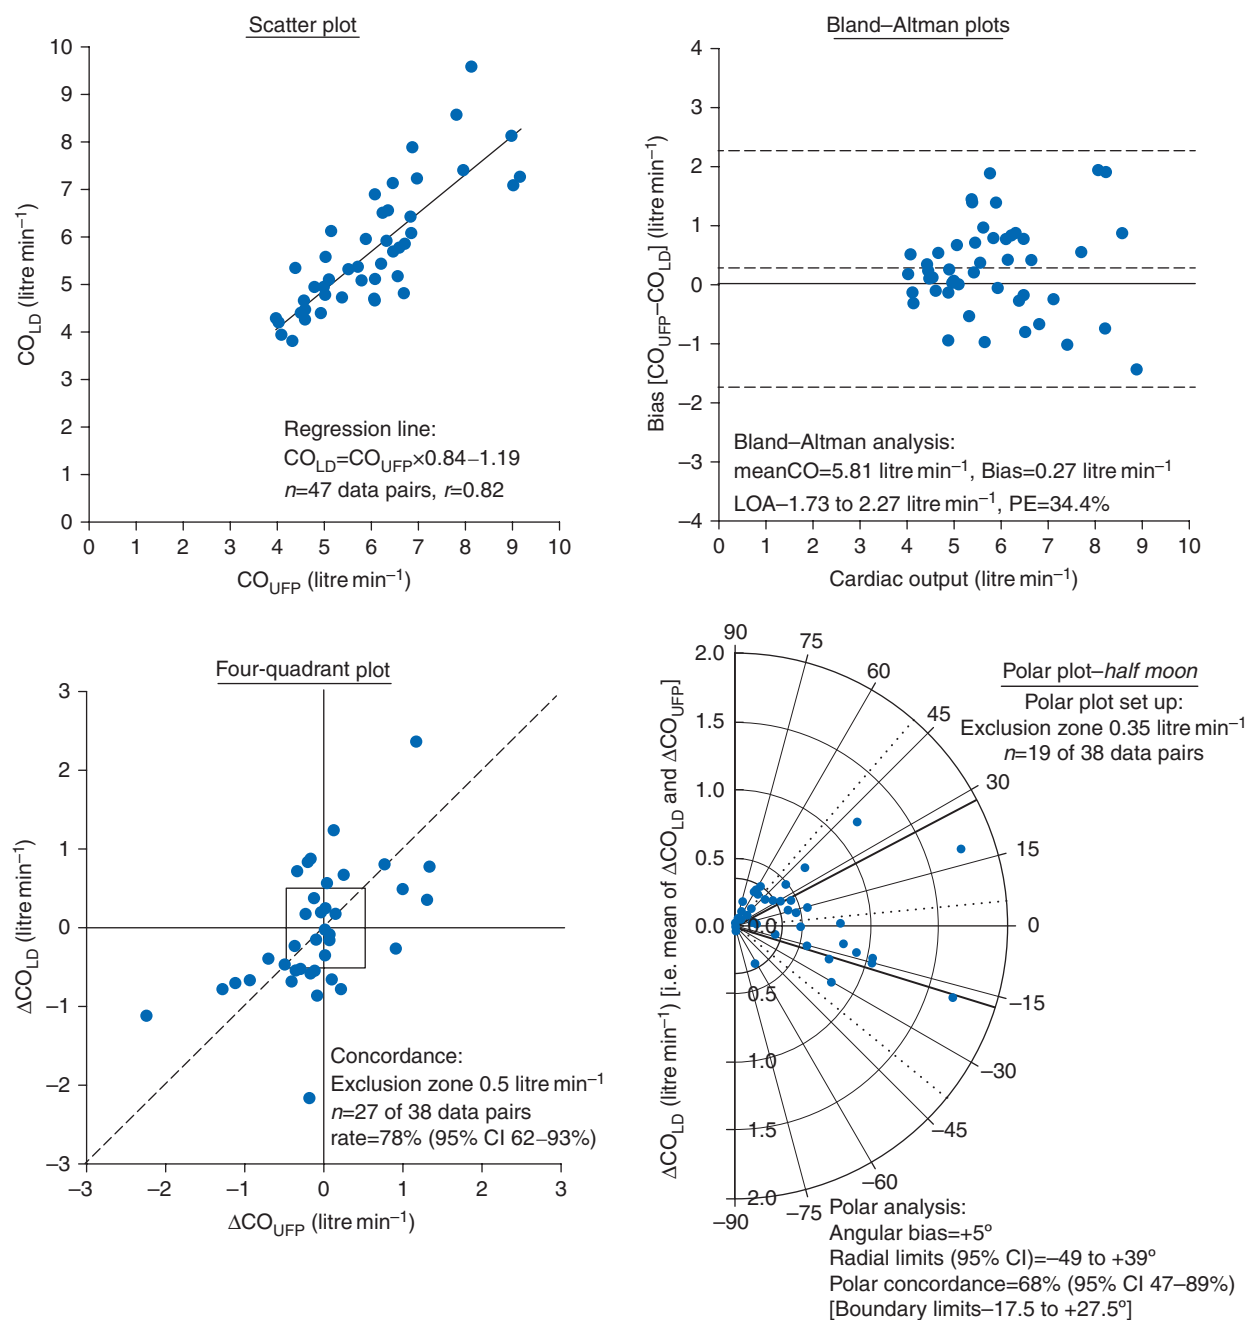 Scatter plot
10
9
8
7
6
5
4
3
2
1
0
CO_LD (litre min⁻¹)
0 1 2 3 4 5 6 7 8 9 10
CO_UFP (litre min⁻¹)
Regression line:
CO_LD=CO_UFP×0.84–1.19
n=47 data pairs, r=0.82
Bland–Altman plots
4
3
2
1
0
–1
–2
–3
–4
Bias [CO_UFP–CO_LD] (litre min⁻¹)
0 1 2 3 4 5 6 7 8 9 10
Cardiac output (litre min⁻¹)
Bland–Altman analysis:
meanCO=5.81 litre min⁻¹, Bias=0.27 litre min⁻¹
LOA–1.73 to 2.27 litre min⁻¹, PE=34.4%
Four-quadrant plot
3
2
1
0
–1
–2
–3
ΔCO_LD (litre min⁻¹)
–3 –2 –1 0 1 2 3
ΔCO_UFP (litre min⁻¹)
Concordance:
Exclusion zone 0.5 litre min⁻¹
n=27 of 38 data pairs
rate=78% (95% CI 62–93%)
Polar plot–half moon
Polar plot set up:
Exclusion zone 0.35 litre min⁻¹
n=19 of 38 data pairs
90
75
60
45
30
15
0
–15
–30
–45
–60
–75
–90
2.0
1.5
1.0
0.5
0.0
0.0
0.5
1.0
1.5
2.0
ΔCO_LD (litre min⁻¹) [i.e. mean of ΔCO_LD and ΔCO_UFP]
Polar analysis:
Angular bias=+5º
Radial limits (95% CI)=–49 to +39º
Polar concordance=68% (95% CI 47–89%)
[Boundary limits–17.5 to +27.5º]